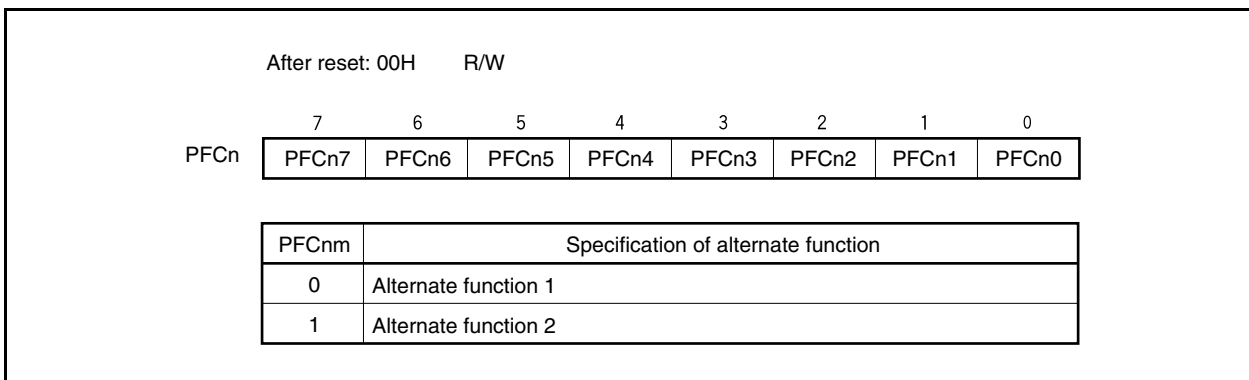 After reset: 00H R/W
7 6 5 4 3 2 1 0
PFCn PFCn7 PFCn6 PFCn5 PFCn4 PFCn3 PFCn2 PFCn1 PFCn0
PFCnm Specification of alternate function
0 Alternate function 1
1 Alternate function 2